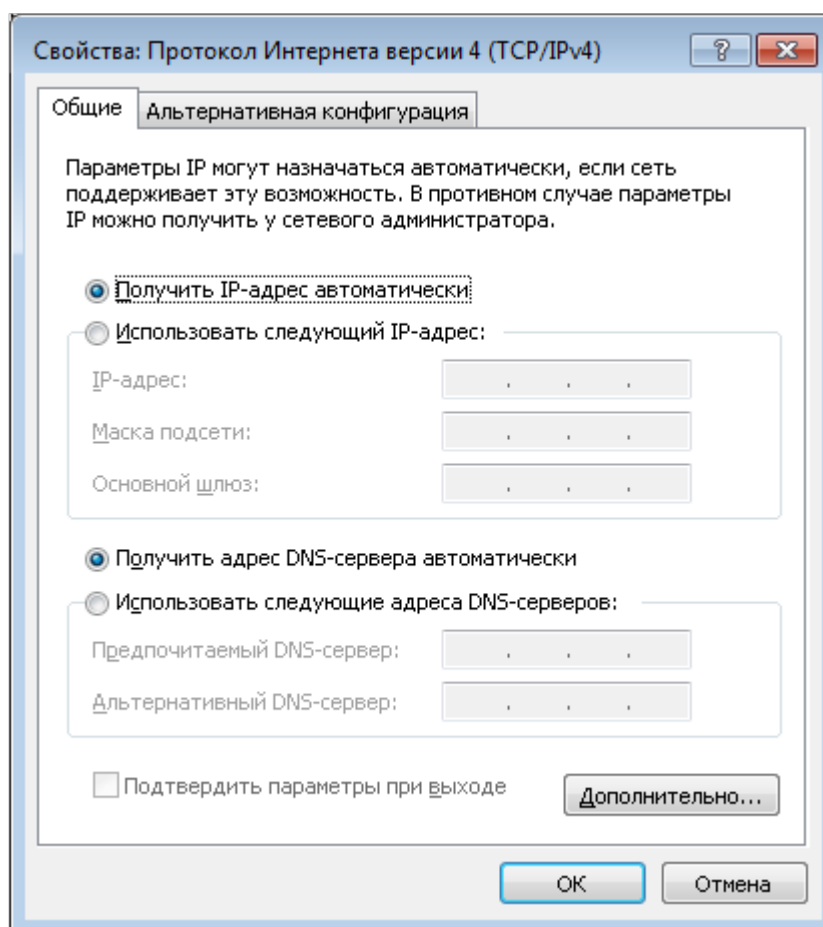 Свойства: Протокол Интернета версии 4 (TCP/IPv4)
?
Общие
Альтернативная конфигурация
Параметры IP могут назначаться автоматически, если сеть
поддерживает эту возможность. В противном случае параметры
IP можно получить у сетевого администратора.
Получить IP-адрес автоматически
Использовать следующий IP-адрес:
IP-адрес:
Маска подсети:
Основной шлюз:
Получить адрес DNS-сервера автоматически
Использовать следующие адреса DNS-серверов:
Предпочитаемый DNS-сервер:
Альтернативный DNS-сервер:
Подтвердить параметры при выходе
Дополнительно...
ОК
Отмена